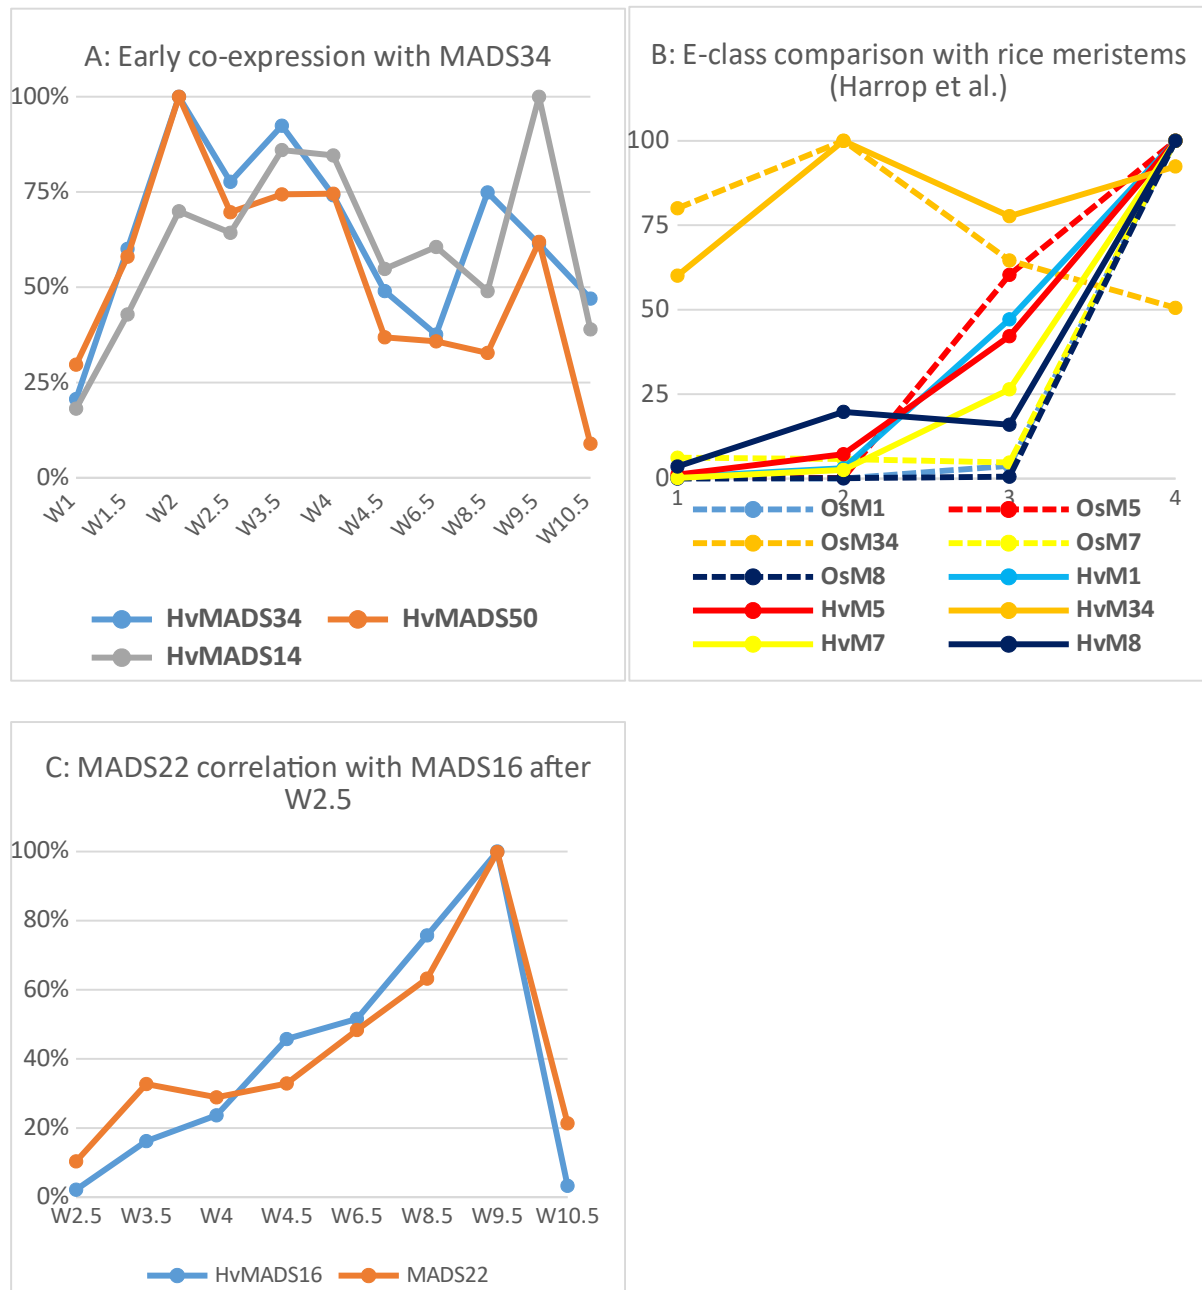 A: Early co-expression with MADS34
100%
75%
50%
25%
0%
W1 W1.5 W2 W2.5 W3.5 W4 W4.5 W6.5 W8.5 W9.5 W10.5
HvMADS34 HvMADS50
HvMADS14
B: E-class comparison with rice meristems
(Harrop et al.)
100
75
50
25
0
1 2 3 4
OsM1 OsM5
OsM34 OsM7
OsM8 HvM1
HvM5 HvM34
HvM7 HvM8
C: MADS22 correlation with MADS16 after
W2.5
100%
80%
60%
40%
20%
0%
W2.5 W3.5 W4 W4.5 W6.5 W8.5 W9.5 W10.5
HvMADS16 MADS22